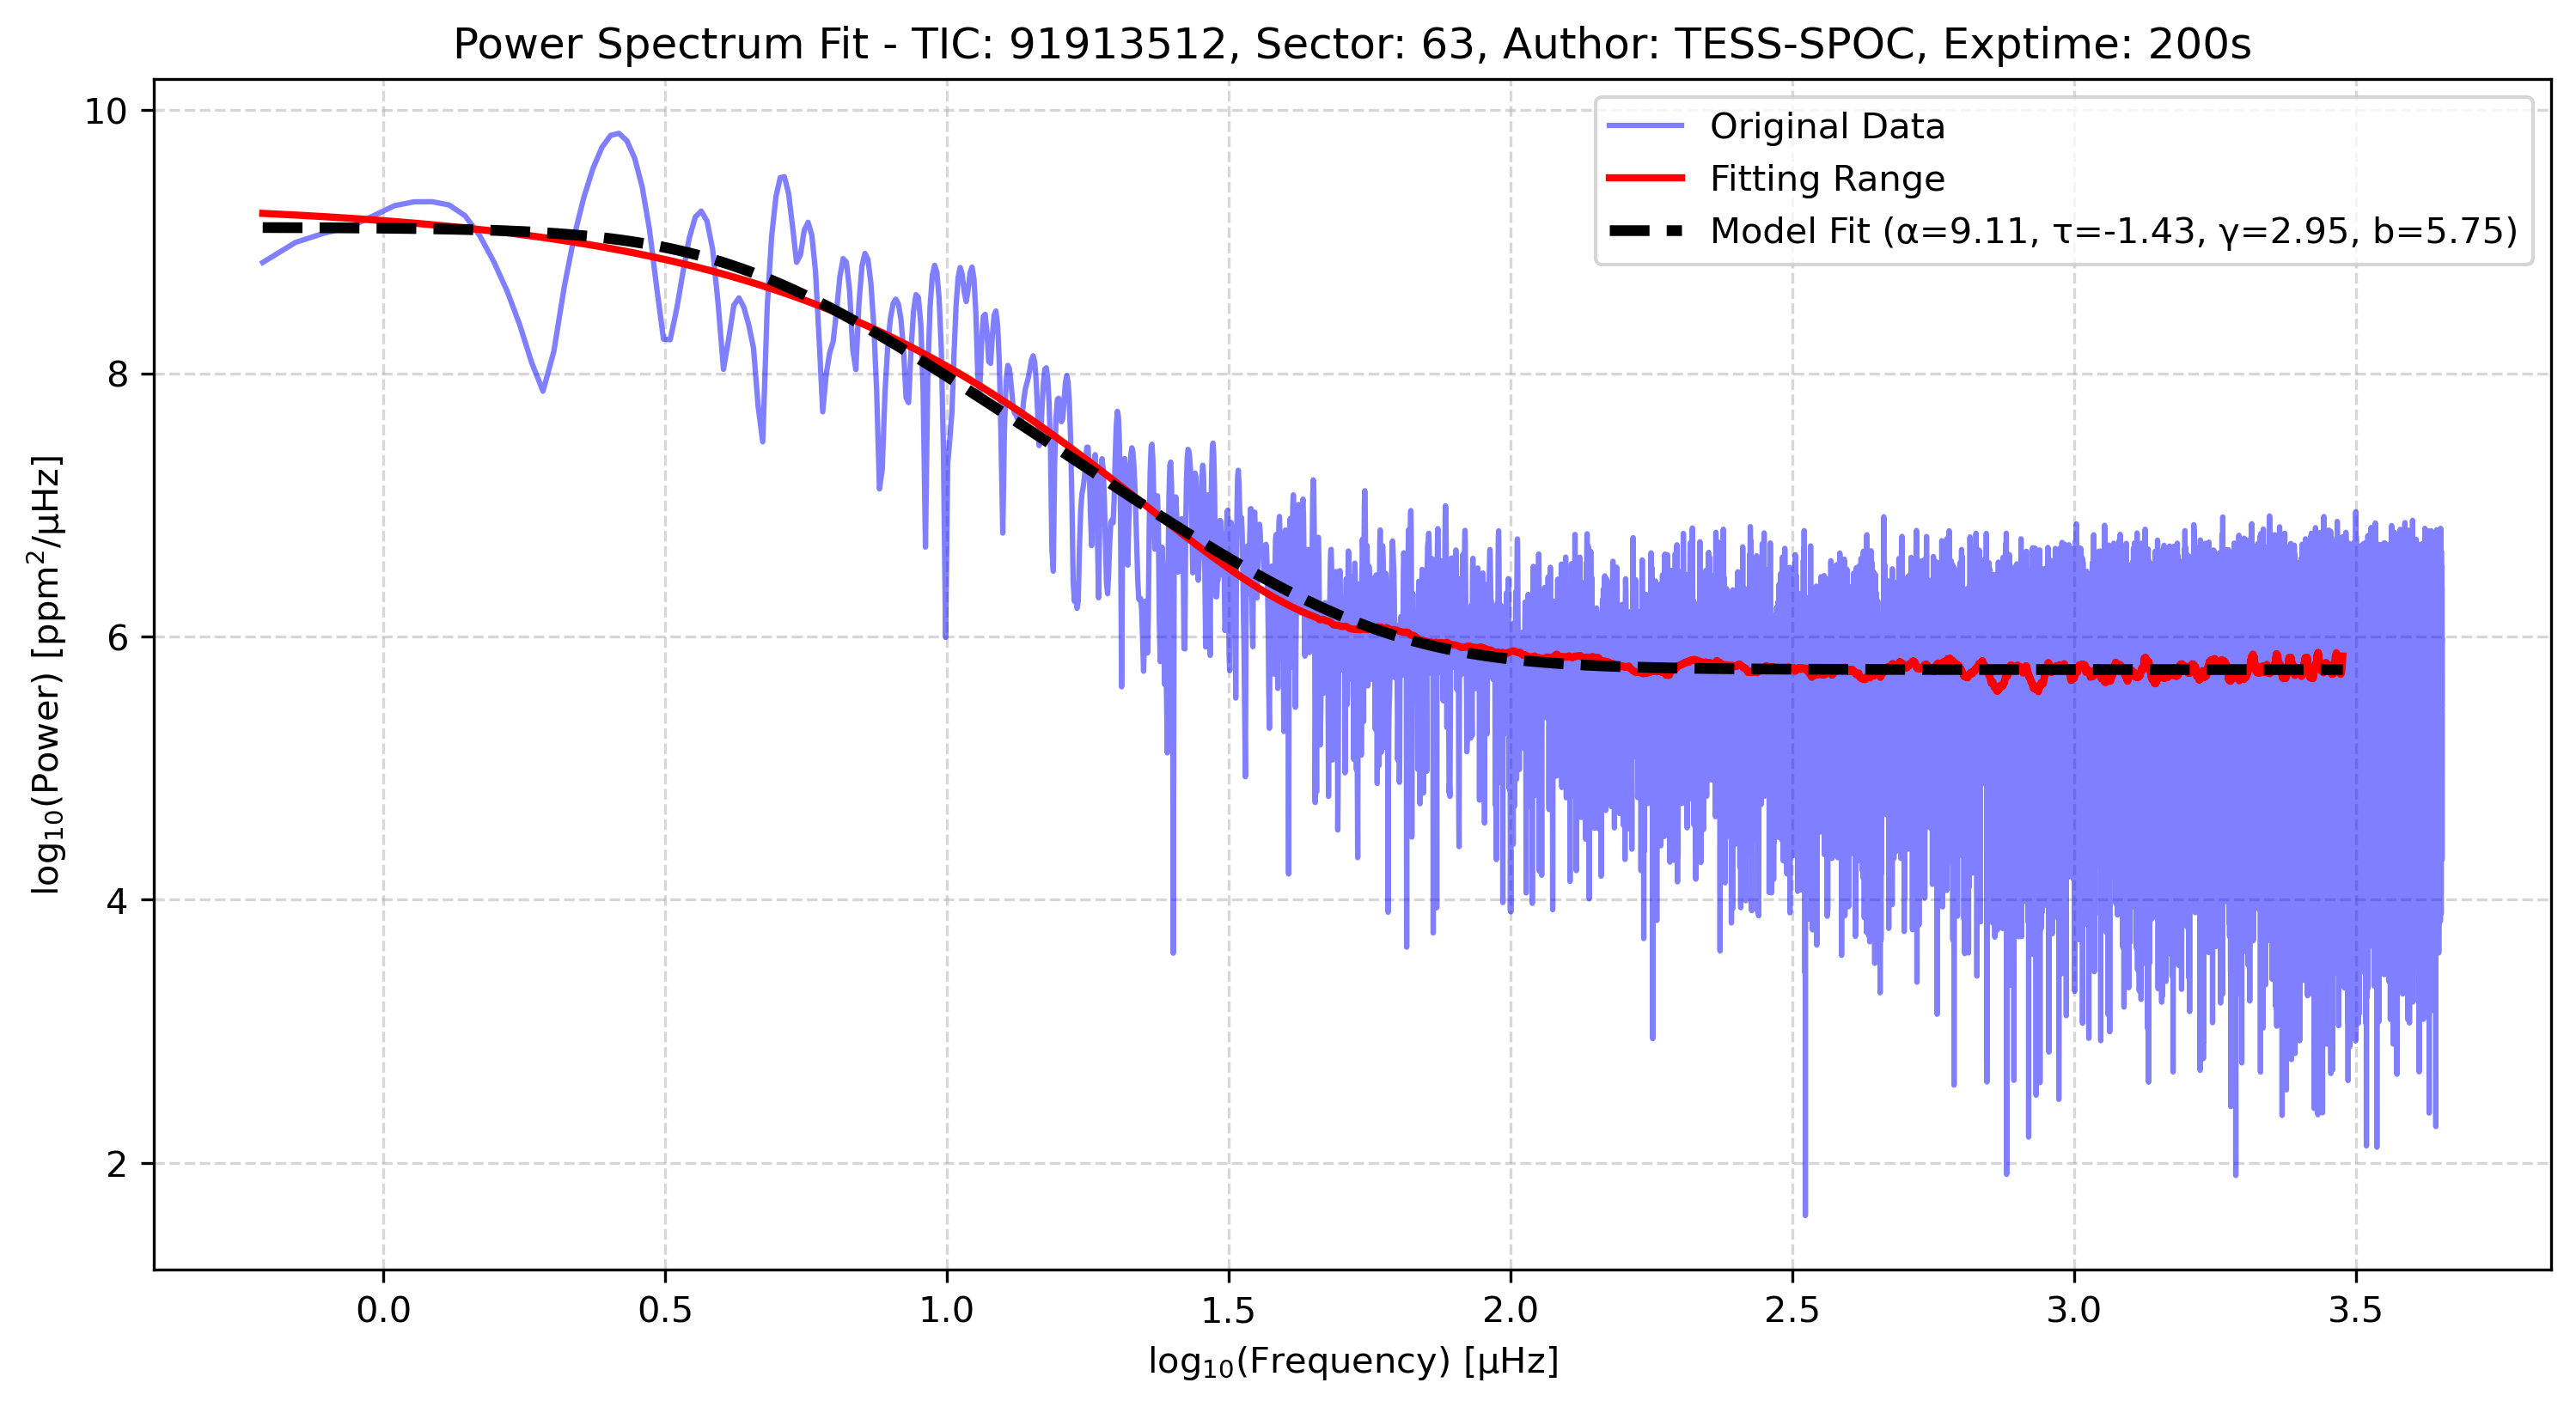 Power Spectrum Fit - TIC: 91913512, Sector: 63, Author: TESS-SPOC, Exptime: 200s
Original Data
Fitting Range
Model Fit (α=9.11, τ=-1.43, γ=2.95, b=5.75)
log₁₀(Power) [ppm²/μHz]
10
8
6
4
2
0.0 0.5 1.0 1.5 2.0 2.5 3.0 3.5
log₁₀(Frequency) [μHz]